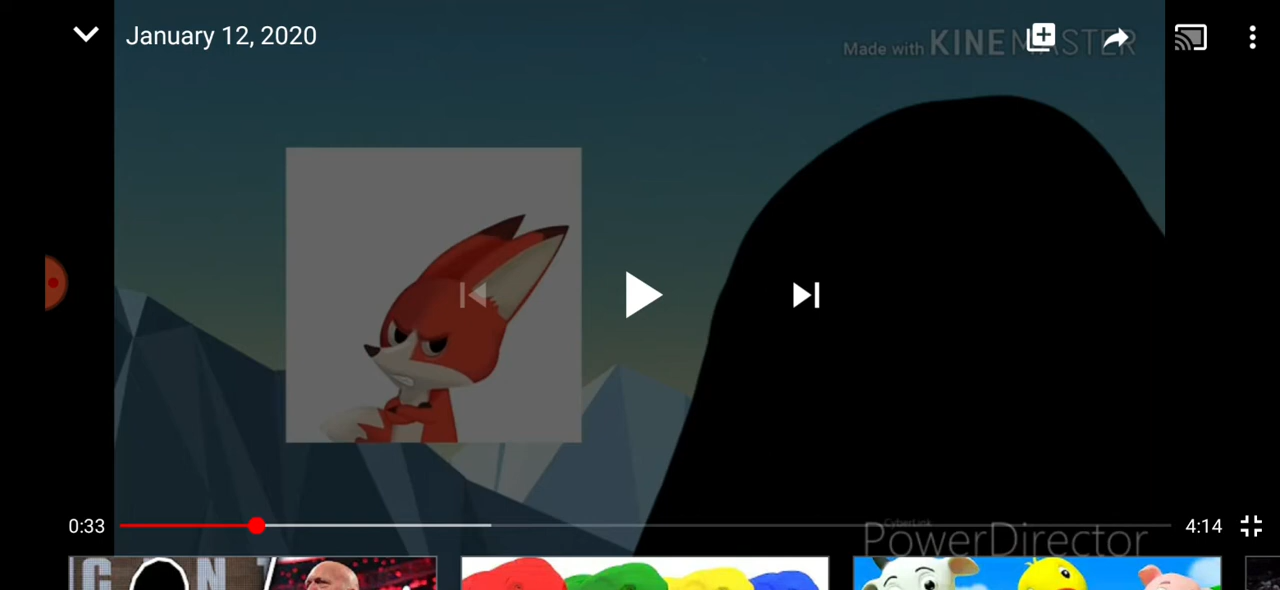 January 12, 2020
Made with KINEMASTER
0:33
4:14
CyberLink
PowerDirector
C N